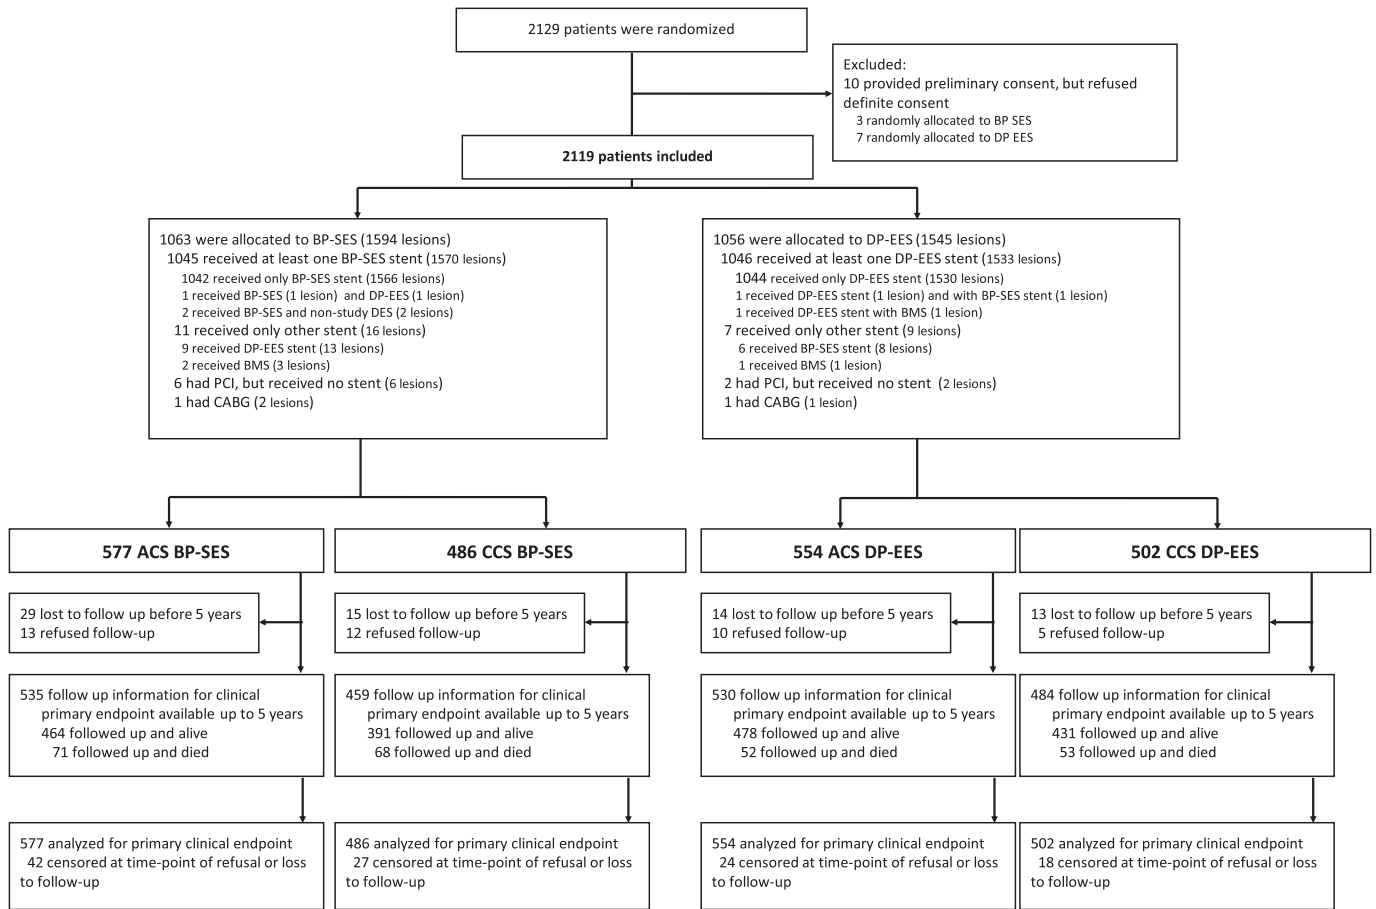 2129 patients were randomized
Excluded:
10 provided preliminary consent, but refused
definite consent
3 randomly allocated to BP SES
7 randomly allocated to DP EES
2119 patients included
1063 were allocated to BP-SES (1594 lesions)
1045 received at least one BP-SES stent (1570 lesions)
1042 received only BP-SES stent (1566 lesions)
1 received BP-SES (1 lesion) and DP-EES (1 lesion)
2 received BP-SES and non-study DES (2 lesions)
11 received only other stent (16 lesions)
9 received DP-EES stent (13 lesions)
2 received BMS (3 lesions)
6 had PCI, but received no stent (6 lesions)
1 had CABG (2 lesions)
1056 were allocated to DP-EES (1545 lesions)
1046 received at least one DP-EES stent (1533 lesions)
1044 received only DP-EES stent (1530 lesions)
1 received DP-EES stent (1 lesion) and with BP-SES stent (1 lesion)
1 received DP-EES stent with BMS (1 lesion)
7 received only other stent (9 lesions)
6 received BP-SES stent (8 lesions)
1 received BMS (1 lesion)
2 had PCI, but received no stent (2 lesions)
1 had CABG (1 lesion)
577 ACS BP-SES
486 CCS BP-SES
554 ACS DP-EES
502 CCS DP-EES
29 lost to follow up before 5 years
13 refused follow-up
15 lost to follow up before 5 years
12 refused follow-up
14 lost to follow up before 5 years
10 refused follow-up
13 lost to follow up before 5 years
5 refused follow-up
535 follow up information for clinical
primary endpoint available up to 5 years
464 followed up and alive
71 followed up and died
459 follow up information for clinical
primary endpoint available up to 5 years
391 followed up and alive
68 followed up and died
530 follow up information for clinical
primary endpoint available up to 5 years
478 followed up and alive
52 followed up and died
484 follow up information for clinical
primary endpoint available up to 5 years
431 followed up and alive
53 followed up and died
577 analyzed for primary clinical endpoint
42 censored at time-point of refusal or loss
to follow-up
486 analyzed for primary clinical endpoint
27 censored at time-point of refusal or loss
to follow-up
554 analyzed for primary clinical endpoint
24 censored at time-point of refusal or loss
to follow-up
502 analyzed for primary clinical endpoint
18 censored at time-point of refusal or loss
to follow-up